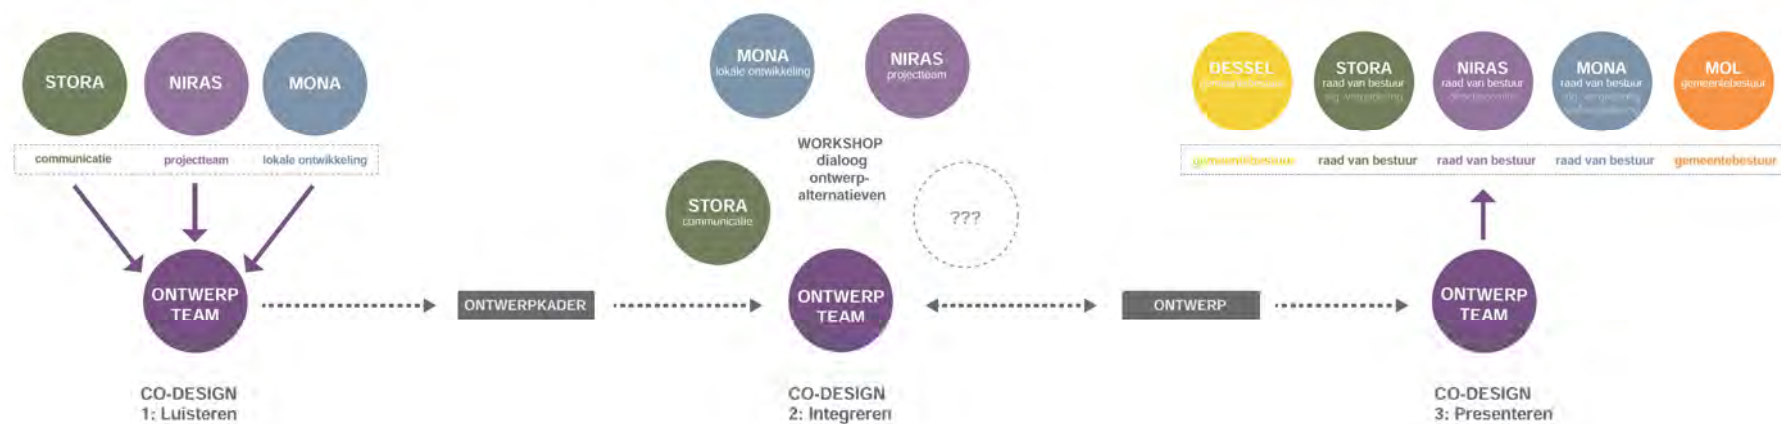 STORA
NIRAS
MONA
communicatie
projectteam
lokale ontwikkeling
ONTWERP
TEAM
CO-DESIGN
1: Luisteren
ONTWERPKADER
MONA
lokale ontwikkeling
NIRAS
projectteam
WORKSHOP
dialoog
ontwerp-
alternatieven
STORA
communicatie
???
ONTWERP
TEAM
CO-DESIGN
2: Integreren
ONTWERP
DESSEL
STORA
raad van bestuur
NIRAS
raad van bestuur
MONA
raad van bestuur
MOL
gemeentebestuur
gemeentebestuur
raad van bestuur
raad van bestuur
raad van bestuur
gemeentebestuur
ONTWERP
TEAM
CO-DESIGN
3: Presenteren